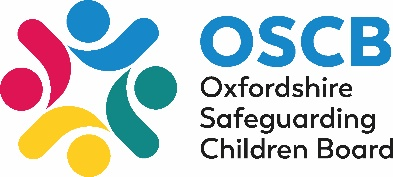 OSCB
Oxfordshire
Safeguarding
Children Board